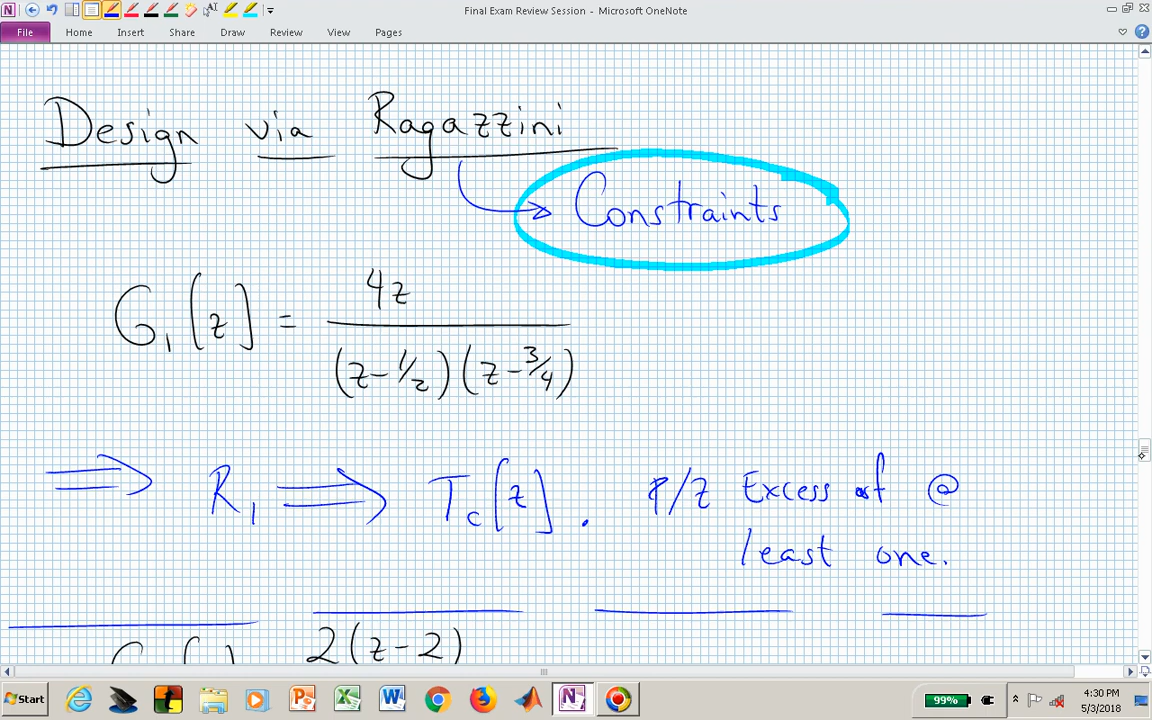 Final Exam Review Session - Microsoft OneNote
File Home Insert Share Draw Review View Pages
Design via Ragazzini
Constraints
G₁[z] = 4z / (z-1/2)(z-3/4)
⇒ R₁ ⇒ T_c[z]. P/Z Excess of @
least one.
2(z-2)
Start
99%
4:30 PM
5/3/2018